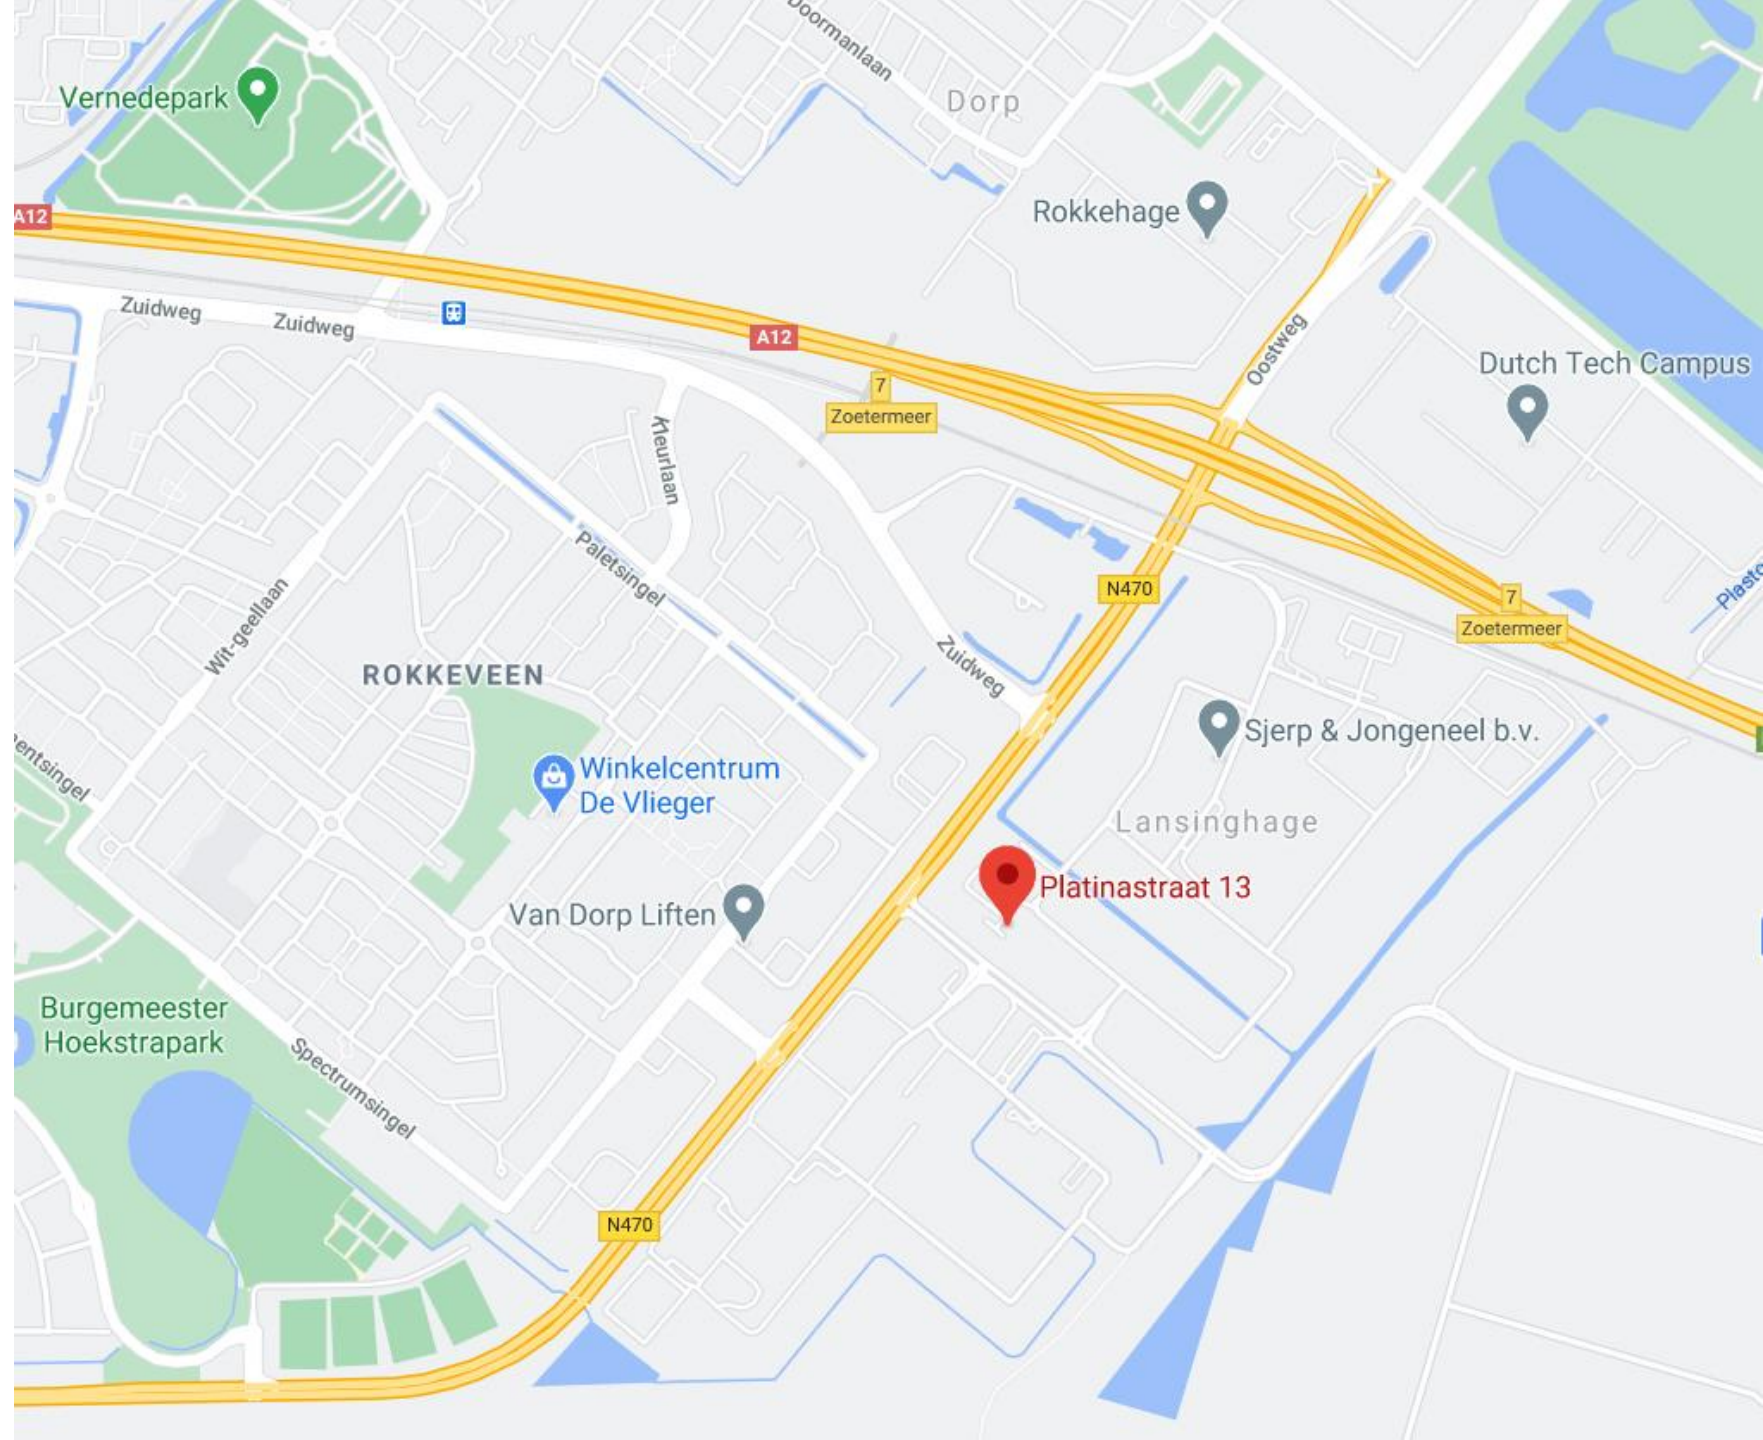 Doormanlaan
Vernedepark
Dorp
Rokkehage
A12
Zuidweg
Zuidweg
A12
Oostweg
Dutch Tech Campus
7
Zoetermeer
Kleurlaan
Paletsingel
N470
7
Zoetermeer
Plasto
Wit-geellaan
Zuidweg
ROKKEVEEN
Sjerp & Jongeneel b.v.
entsingel
Winkelcentrum
De Vlieger
Lansinghage
Platinastraat 13
Van Dorp Liften
Burgemeester
Hoekstrapark
Spectrumsingel
N470